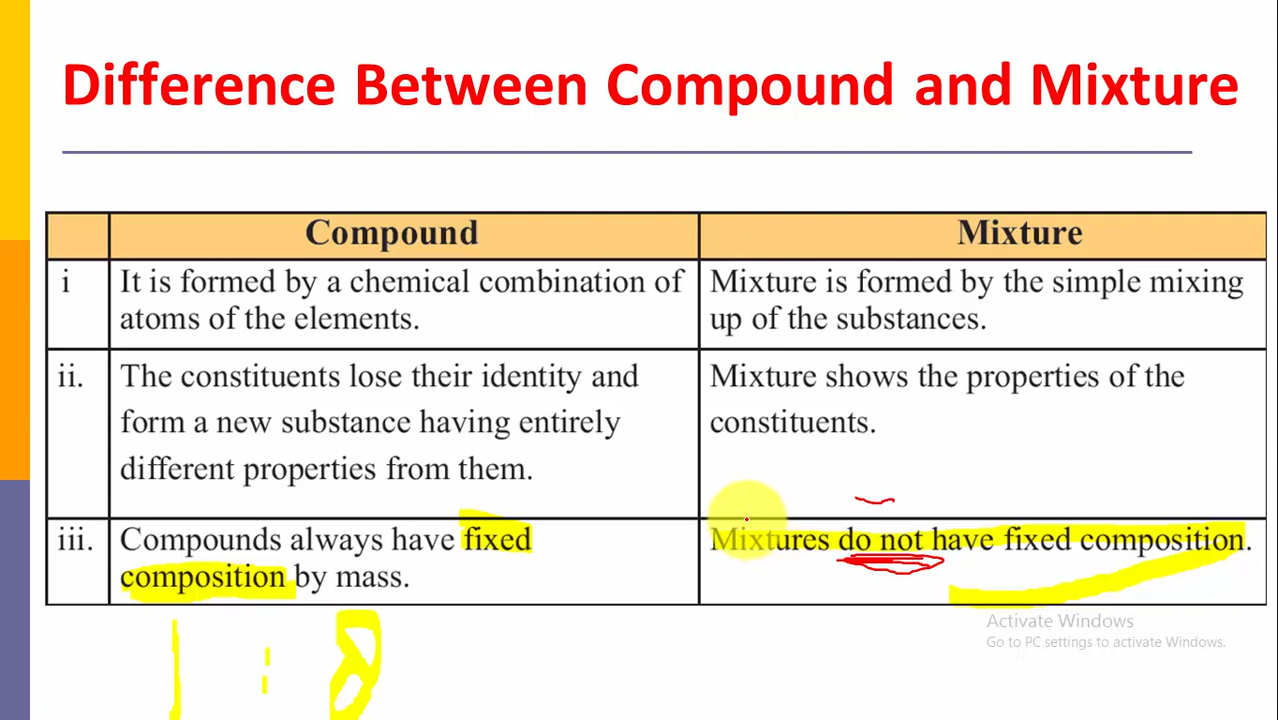 Difference Between Compound and Mixture
Compound
Mixture
i
It is formed by a chemical combination of
atoms of the elements.
Mixture is formed by the simple mixing
up of the substances.
ii.
The constituents lose their identity and
form a new substance having entirely
different properties from them.
Mixture shows the properties of the
constituents.
iii.
Compounds always have fixed
composition by mass.
Mixtures do not have fixed composition.
1 : 8
Activate Windows
Go to PC settings to activate Windows.